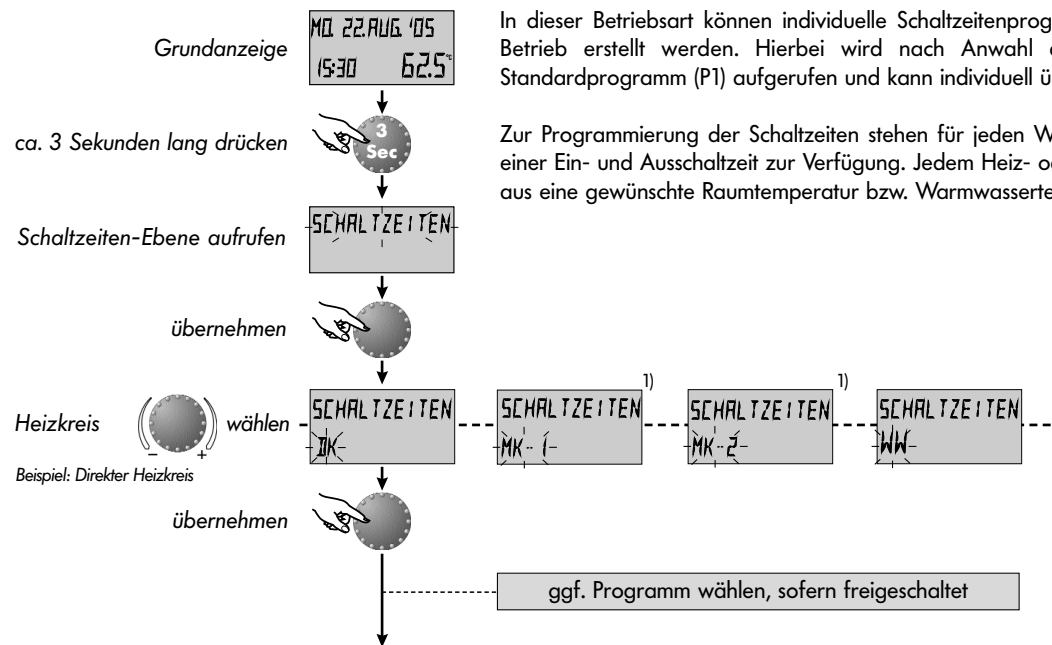 Grundanzeige
MO. 22.AUG. '05
15:30 62.5 °C
In dieser Betriebsart können individuelle Schaltzeitenprog
Betrieb erstellt werden. Hierbei wird nach Anwahl
Standardprogramm (P1) aufgerufen und kann individuell ü
ca. 3 Sekunden lang drücken
3
Sec
Zur Programmierung der Schaltzeiten stehen für jeden W
einer Ein- und Ausschaltzeit zur Verfügung. Jedem Heiz- o
aus eine gewünschte Raumtemperatur bzw. Warmwasserte
Schaltzeiten-Ebene aufrufen
SCHALTZEITEN
übernehmen
Heizkreis - + wählen
Beispiel: Direkter Heizkreis
SCHALTZEITEN
DK
1)
SCHALTZEITEN
MK-1
1)
SCHALTZEITEN
MK-2
SCHALTZEITEN
WW
übernehmen
ggf. Programm wählen, sofern freigeschaltet